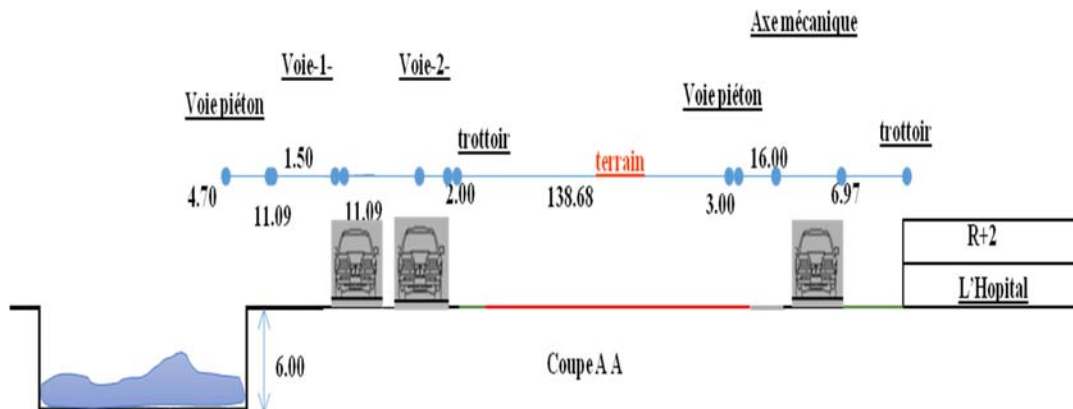 Axe mécanique
Voie-1-
Voie-2-
Voie piéton
Voie piéton
trottoir
trottoir
1.50
terrain
16.00
4.70
11.09
11.09
2.00
138.68
3.00
6.97
R+2
L'Hopital
6.00
Coupe A A